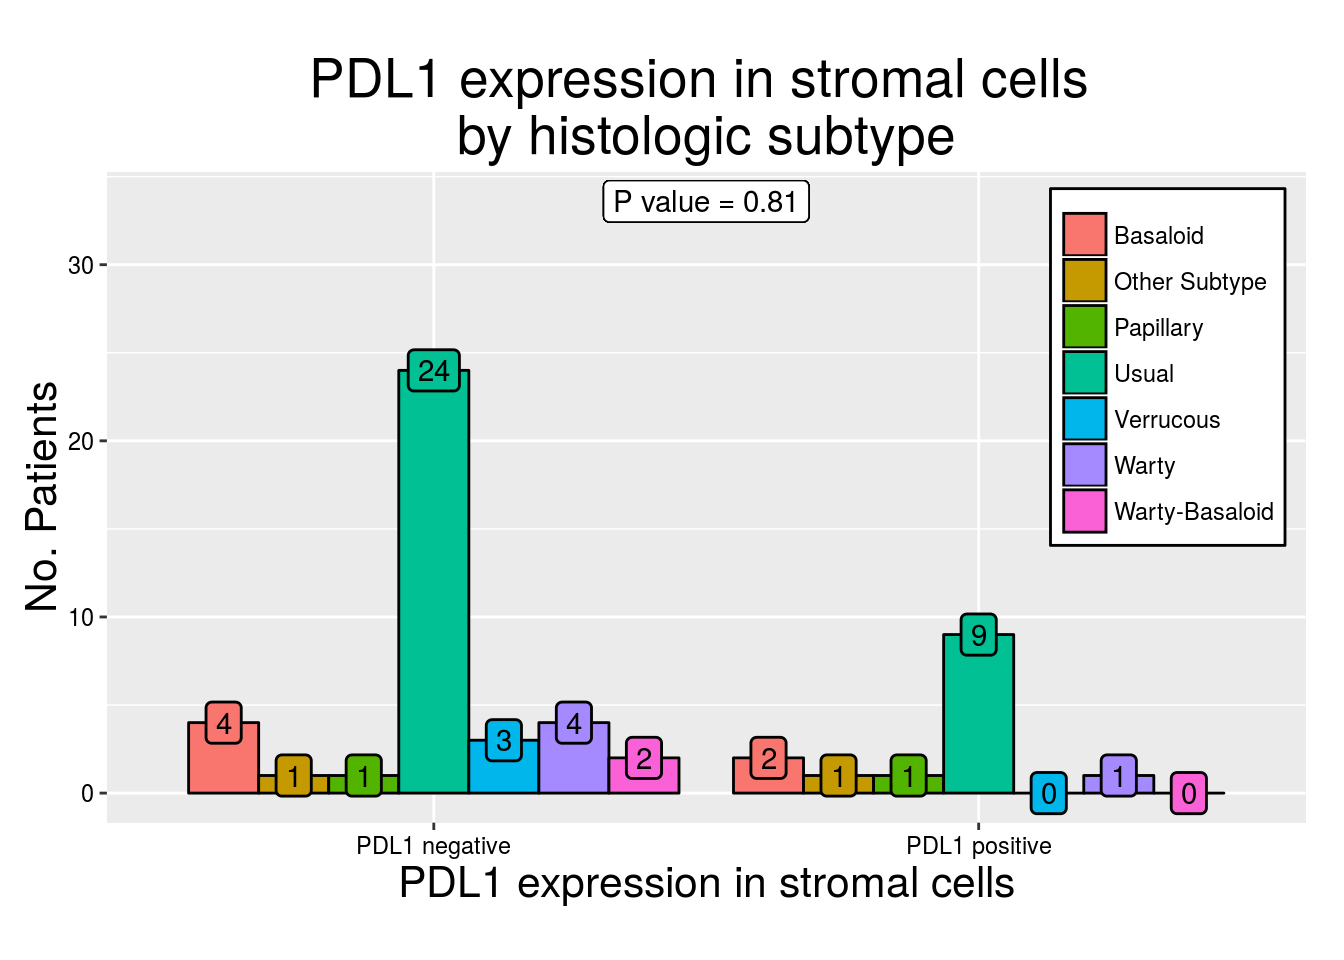 PDL1 expression in stromal cells
by histologic subtype
P value = 0.81
Basaloid
Other Subtype
Papillary
Usual
Verrucous
Warty
Warty-Basaloid
No. Patients
30
20
10
0
4
1
1
24
3
4
2
2
1
1
9
0
1
0
PDL1 negative
PDL1 positive
PDL1 expression in stromal cells